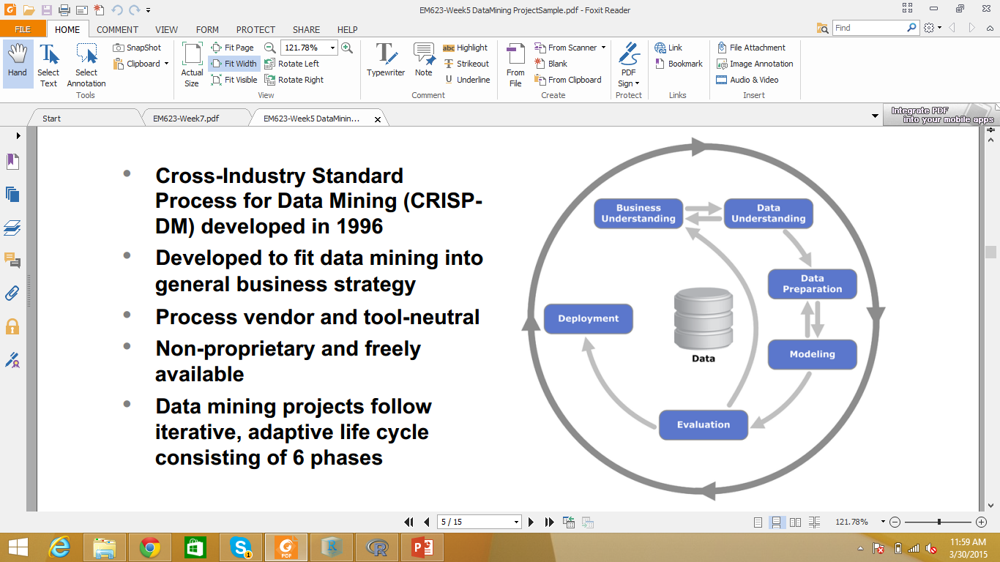 EM623-Week5 DataMining ProjectSample.pdf - Foxit Reader
FILE HOME COMMENT VIEW FORM PROTECT SHARE HELP
Find
Hand
Select
Text
Select
Annotation
SnapShot
Clipboard
Tools
Actual
Size
Fit Page
Fit Width
Fit Visible
121.78%
Rotate Left
Rotate Right
View
Typewriter
Note
abc Highlight
T Strikeout
U Underline
Comment
From
File
From Scanner
Blank
From Clipboard
Create
PDF
Sign
Protect
Link
Bookmark
Links
File Attachment
Image Annotation
Audio & Video
Insert
Start
EM623-Week7.pdf
EM623-Week5 DataMinin...
Integrate PDF
into your mobile apps
• Cross-Industry Standard
Process for Data Mining (CRISP-
DM) developed in 1996
• Developed to fit data mining into
general business strategy
• Process vendor and tool-neutral
• Non-proprietary and freely
available
• Data mining projects follow
iterative, adaptive life cycle
consisting of 6 phases
Business
Understanding
Data
Understanding
Data
Preparation
Modeling
Evaluation
Deployment
Data
5 / 15
121.78%
PDF
11:59 AM
3/30/2015